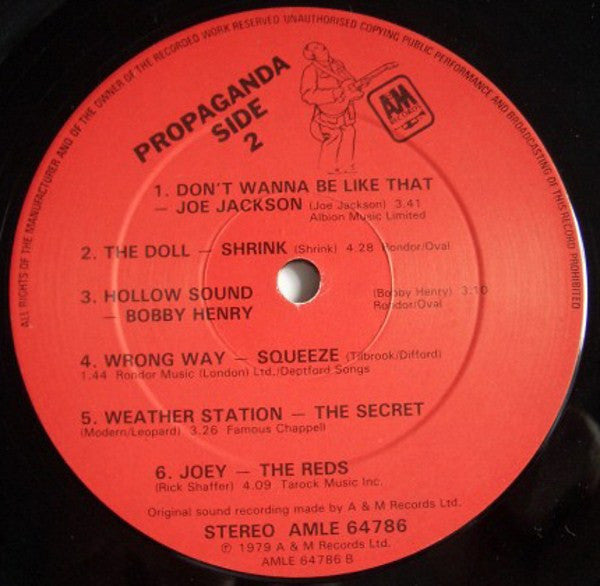 ALL RIGHTS OF THE MANUFACTURER AND OF THE OWNER OF THE RECORDED WORK RESERVED UNAUTHORISED COPYING PUBLIC PERFORMANCE AND BROADCASTING OF THIS RECORD PROHIBITED
PROPAGANDA
SIDE
2
A&M
RECORDS
1. DON'T WANNA BE LIKE THAT
— JOE JACKSON (Joe Jackson) 3.41
Albion Music Limited
2. THE DOLL — SHRINK (Shrink) 4.28 Rondor/Oval
3. HOLLOW SOUND (Bobby Henry) 3.10
— BOBBY HENRY Rondor/Oval
4. WRONG WAY — SQUEEZE (Tilbrook/Difford)
1.44 Rondor Music (London) Ltd./Deptford Songs
5. WEATHER STATION — THE SECRET
(Modern/Leopard) 3.26 Famous Chappell
6. JOEY — THE REDS
(Rick Shaffer) 4.09 Tarock Music Inc.
Original sound recording made by A & M Records Ltd.
STEREO AMLE 64786
℗ 1979 A & M Records Ltd.
AMLE 64786 B